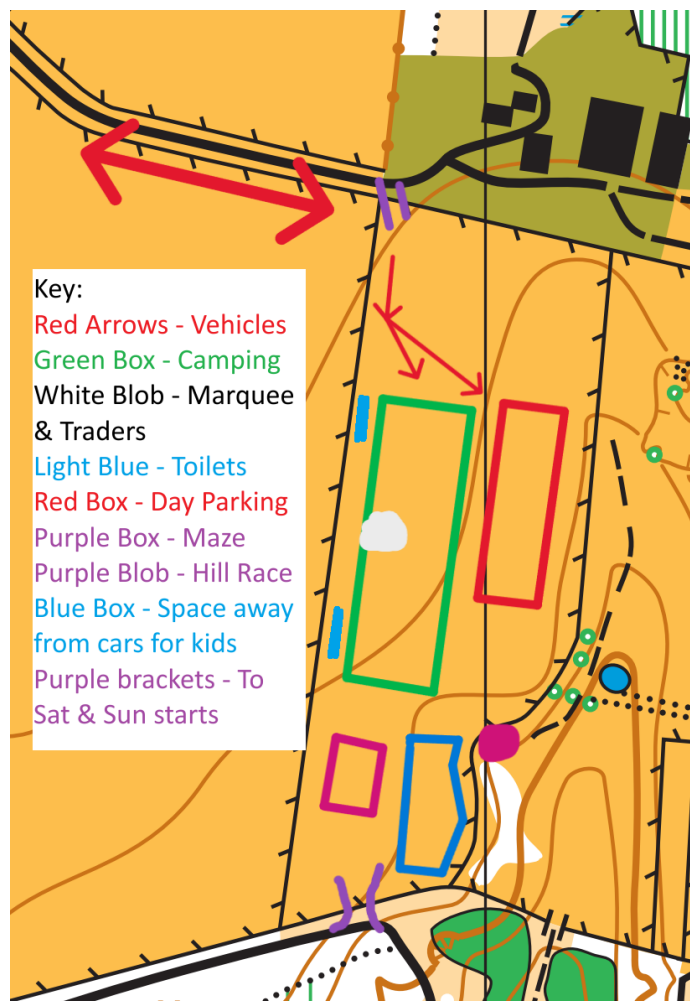 Key:
Red Arrows - Vehicles
Green Box - Camping
White Blob - Marquee
& Traders
Light Blue - Toilets
Red Box - Day Parking
Purple Box - Maze
Purple Blob - Hill Race
Blue Box - Space away
from cars for kids
Purple brackets - To
Sat & Sun starts